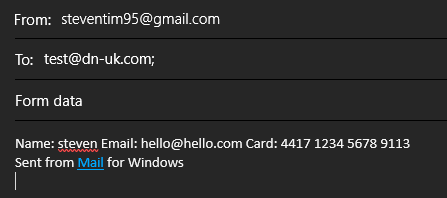 From: steventim95@gmail.com
To: test@dn-uk.com;
Form data
Name: steven Email: hello@hello.com Card: 4417 1234 5678 9113
Sent from Mail for Windows